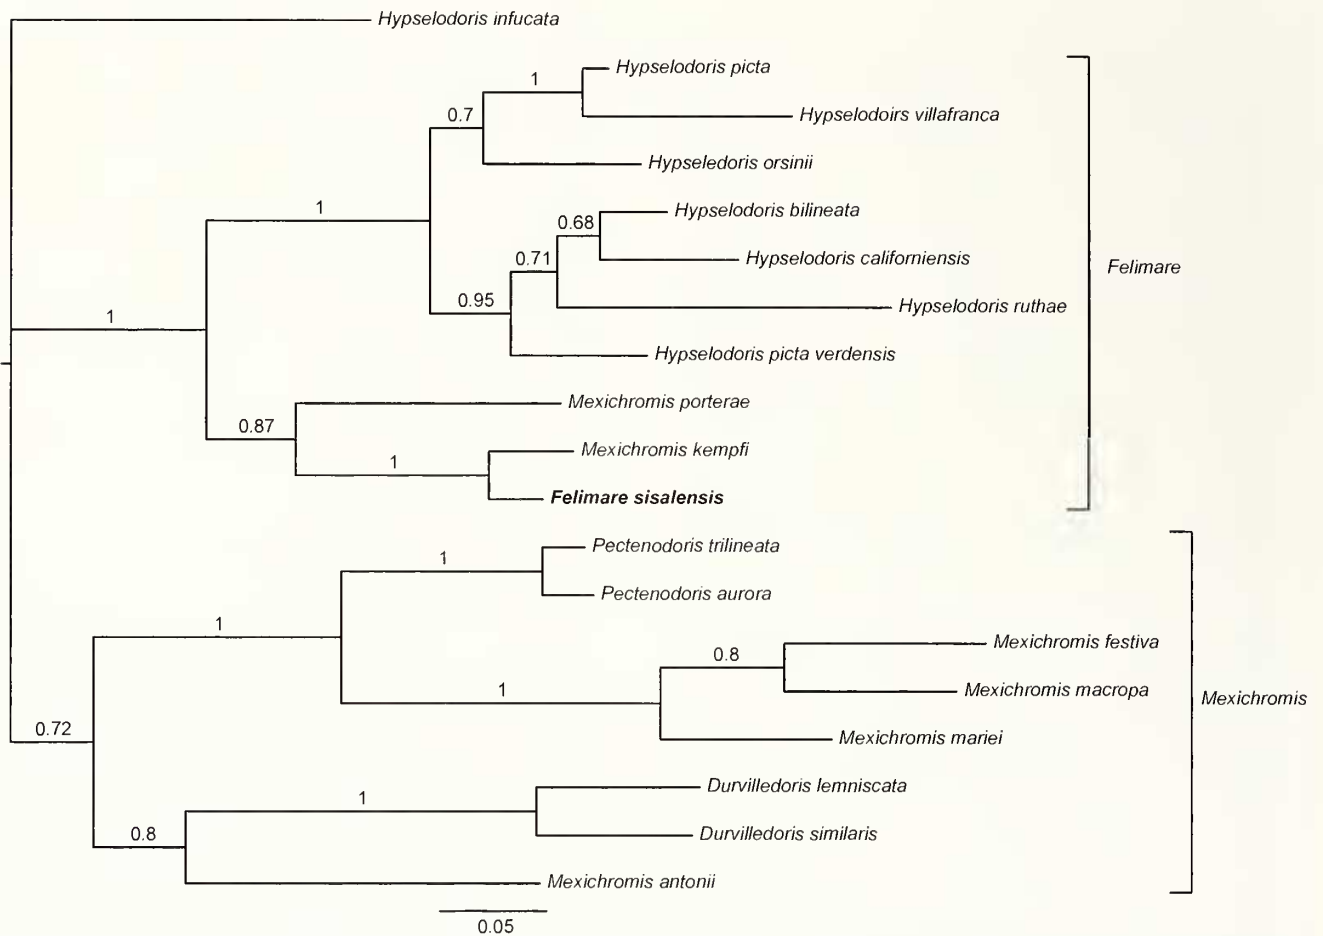 Hypselodoris infucata
Hypselodoris picta
1
Hypselodoirs villafranca
0.7
Hypseledoris orsinii
1
Hypselodoris bilineata
0.68
Hypselodoris californiensis
0.71
Felimare
0.95
Hypselodoris ruthae
1
Hypselodoris picta verdensis
Mexichromis porterae
0.87
Mexichromis kempfi
1
Felimare sisalensis
Pectenodoris trilineata
1
Pectenodoris aurora
1
Mexichromis festiva
0.8
Mexichromis macropa
1
Mexichromis
0.72
Mexichromis mariei
Durvilledoris lemniscata
1
Durvilledoris similaris
0.8
Mexichromis antonii
0.05